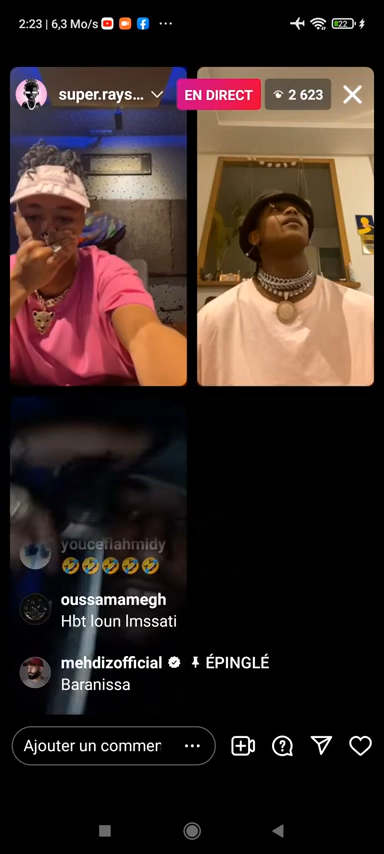 2:23 | 6,3 Mo/s
22
super.rays...
EN DIRECT
2 623
youceflahmidy
🤣🤣🤣🤣🤣
oussamamegh
Hbt loun lmssati
mehdizofficial ÉPINGLÉ
Baranissa
Ajouter un commen